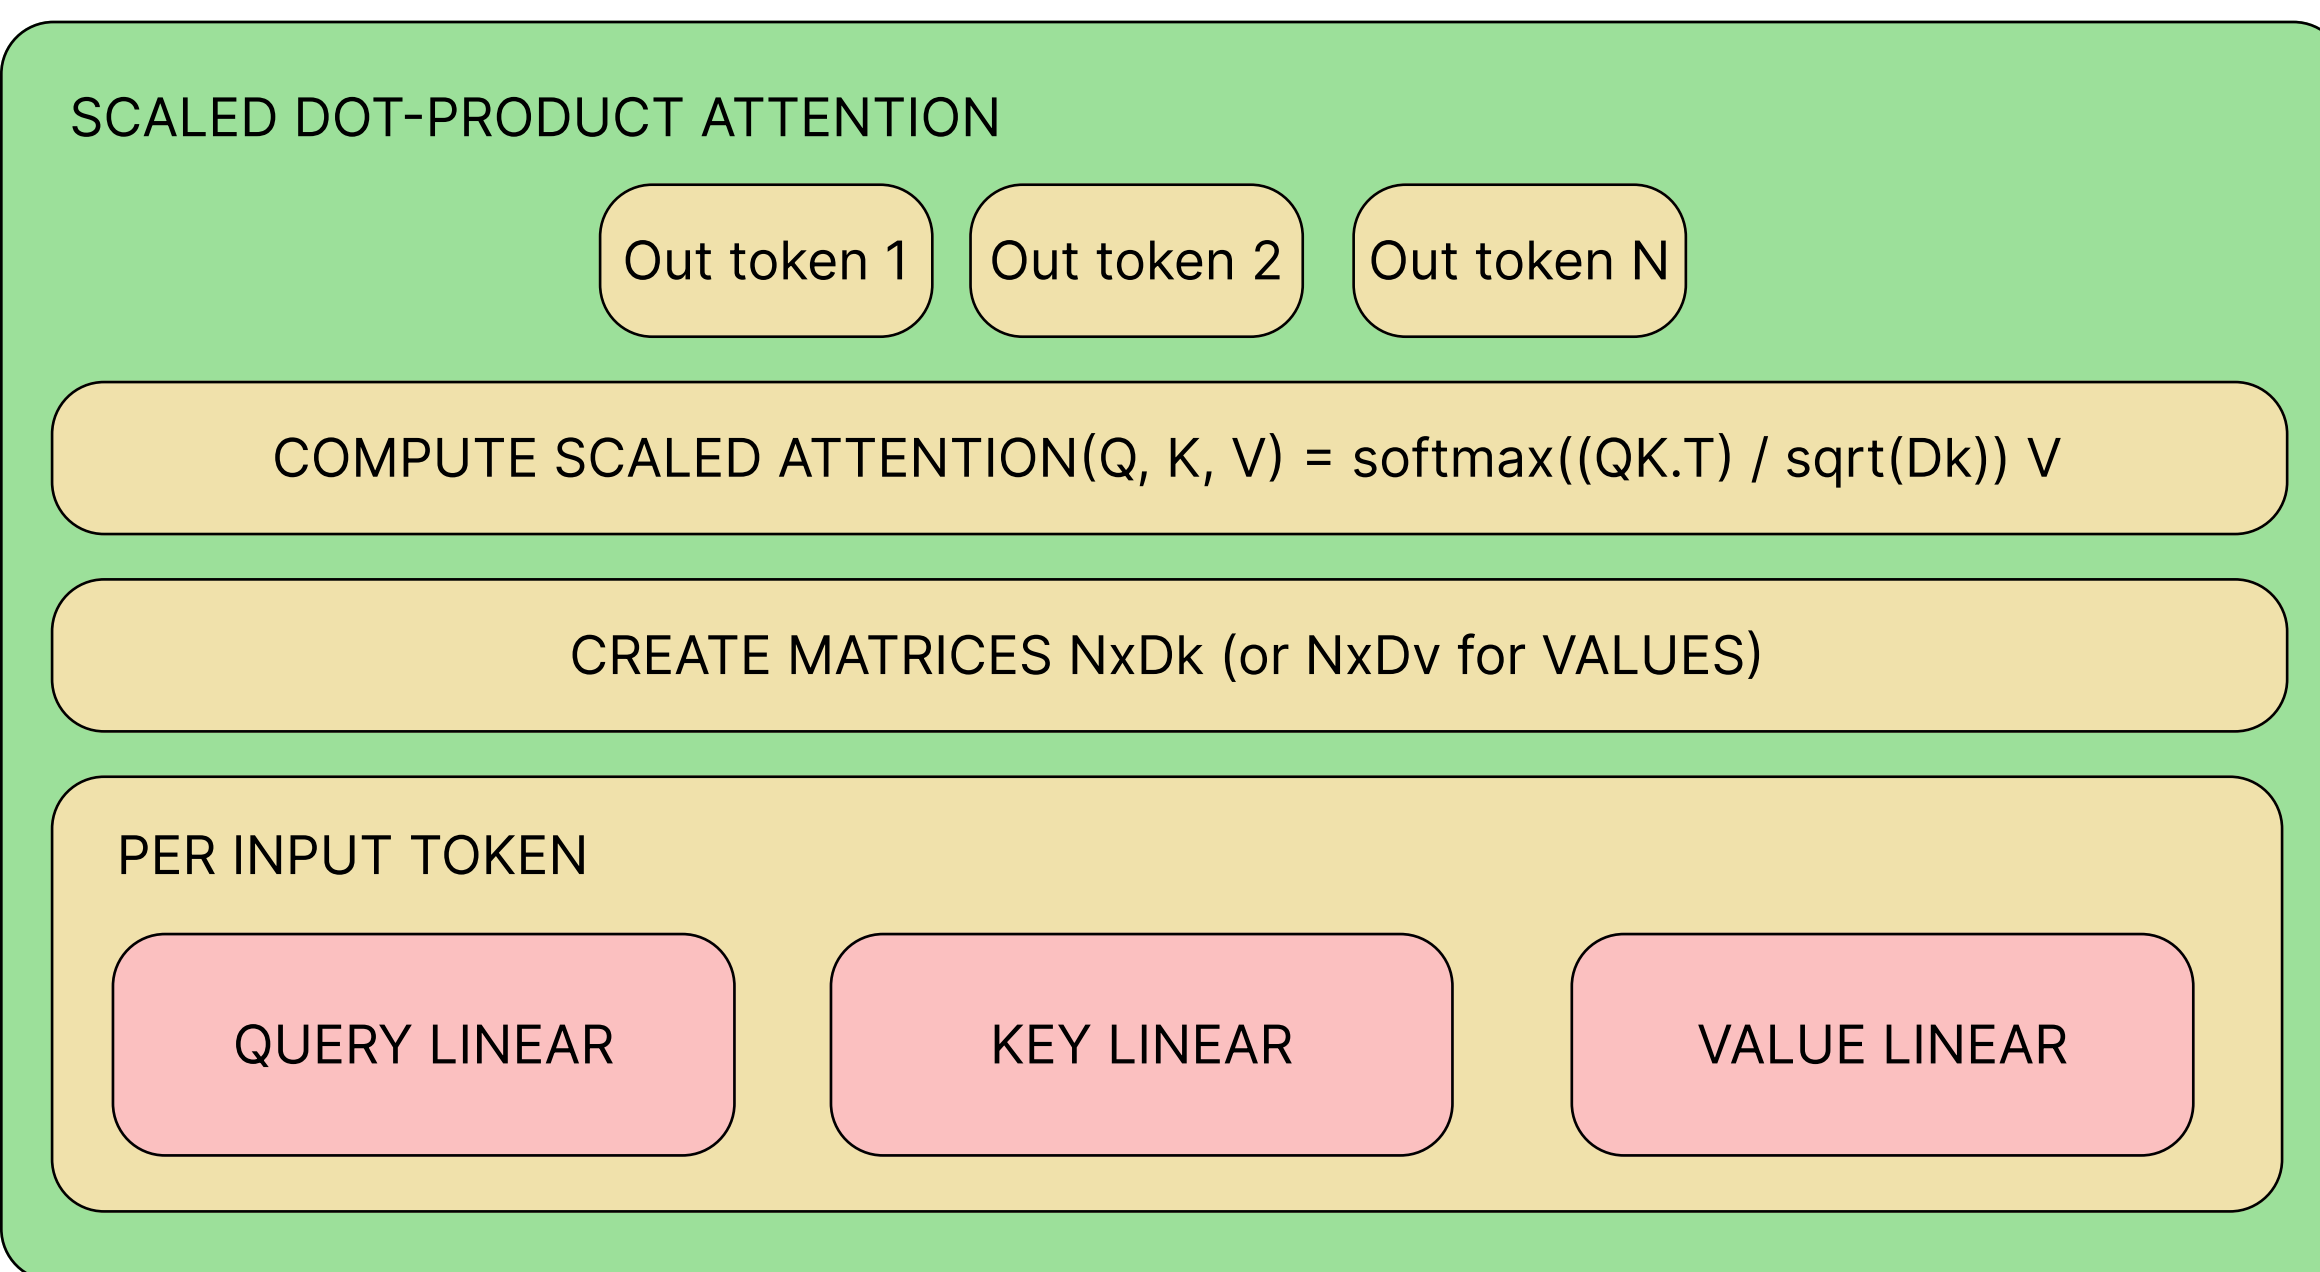 SCALED DOT-PRODUCT ATTENTION
Out token 1
Out token 2
Out token N
COMPUTE SCALED ATTENTION(Q, K, V) = softmax((QK.T) / sqrt(Dk)) V
CREATE MATRICES NxDk (or NxDv for VALUES)
PER INPUT TOKEN
QUERY LINEAR
KEY LINEAR
VALUE LINEAR